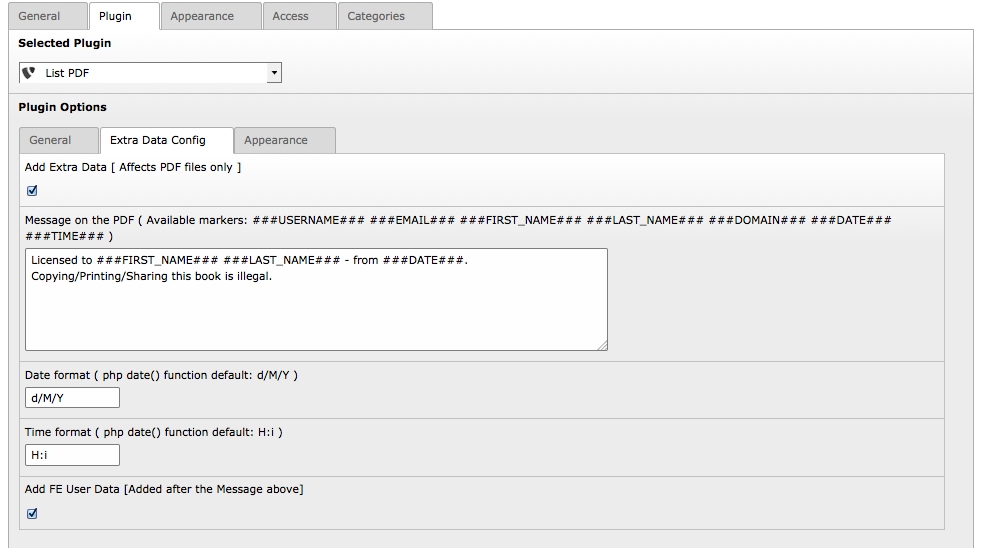 General Plugin Appearance Access Categories
Selected Plugin
List PDF
Plugin Options
General Extra Data Config Appearance
Add Extra Data [ Affects PDF files only ]
Message on the PDF ( Available markers: ###USERNAME### ###EMAIL### ###FIRST_NAME### ###LAST_NAME### ###DOMAIN### ###DATE###
###TIME### )
Licensed to ###FIRST_NAME### ###LAST_NAME### - from ###DATE###.
Copying/Printing/Sharing this book is illegal.
Date format ( php date() function default: d/M/Y )
d/M/Y
Time format ( php date() function default: H:i )
H:i
Add FE User Data [Added after the Message above]